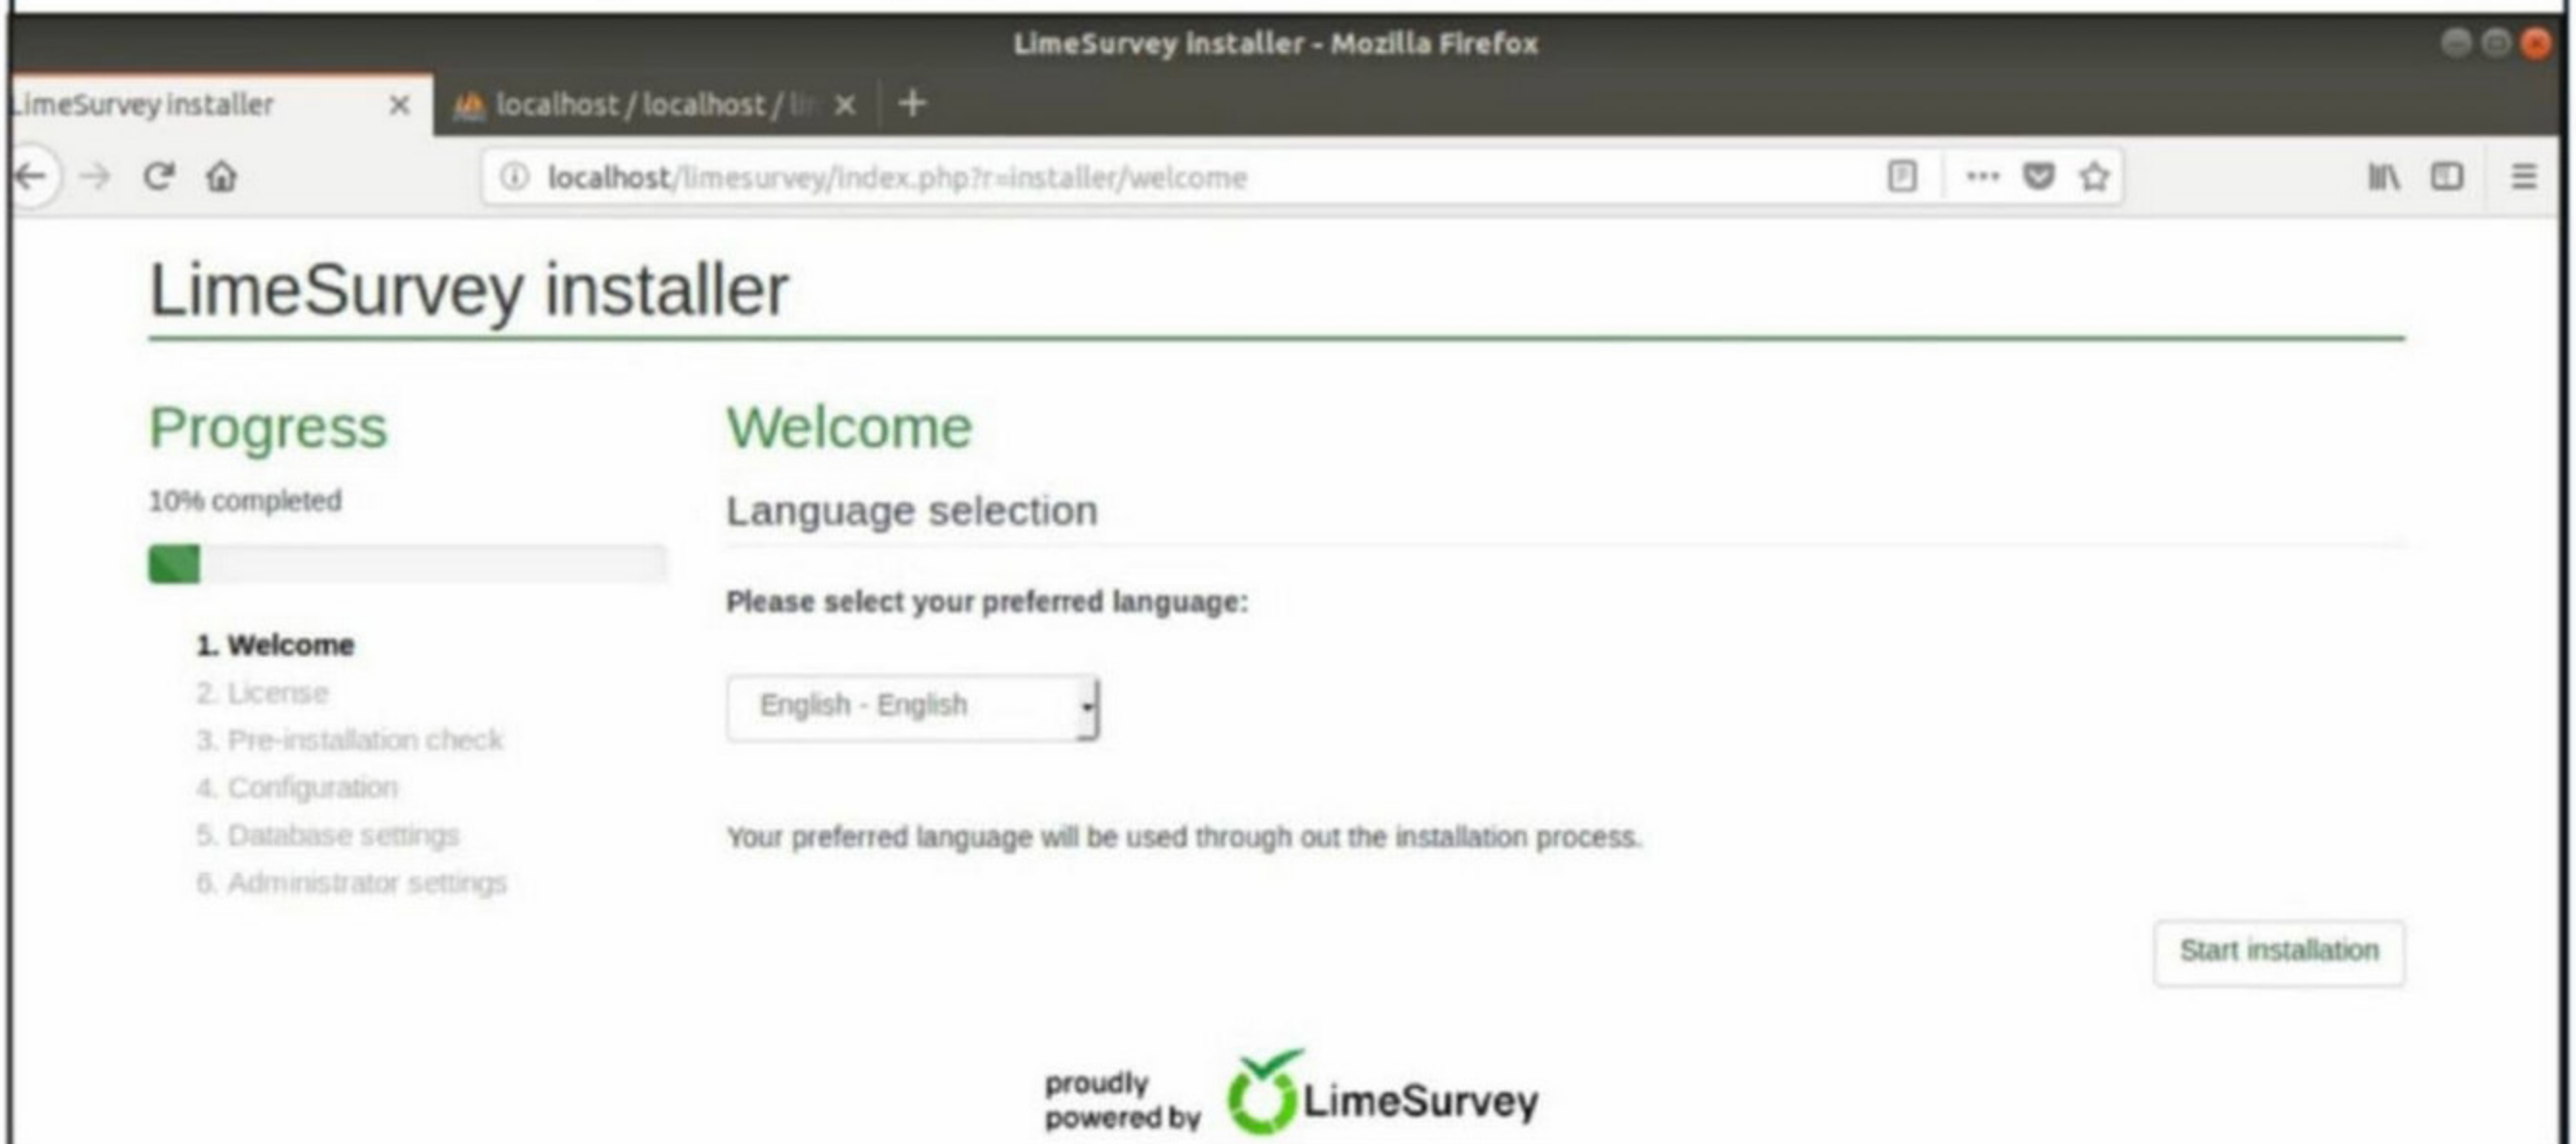 LimeSurvey installer - Mozilla Firefox
LimeSurvey installer
localhost / localhost /
localhost/limesurvey/index.php?r=installer/welcome
LimeSurvey installer
Progress
10% completed
1. Welcome
2. License
3. Pre-installation check
4. Configuration
5. Database settings
6. Administrator settings
Welcome
Language selection
Please select your preferred language:
English - English
Your preferred language will be used through out the installation process.
Start installation
proudly
powered by
LimeSurvey